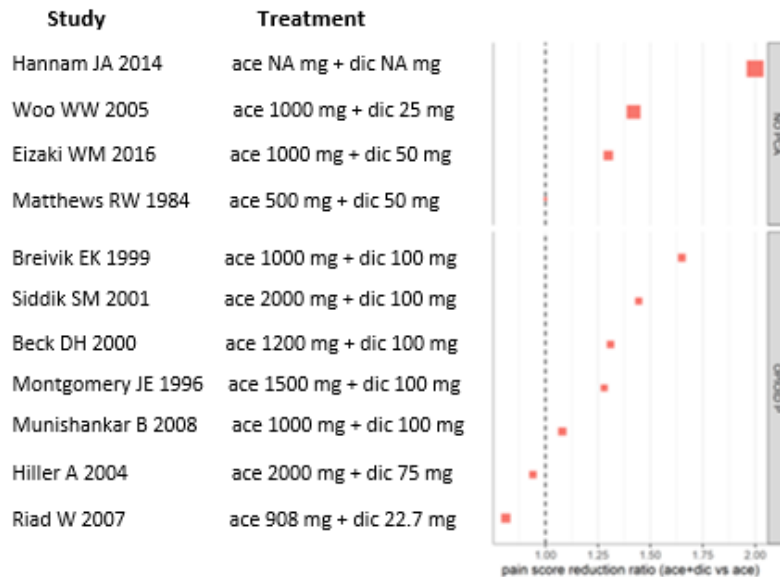 Study Treatment
Hannam JA 2014 ace NA mg + dic NA mg
Woo WW 2005 ace 1000 mg + dic 25 mg
Eizaki WM 2016 ace 1000 mg + dic 50 mg
Matthews RW 1984 ace 500 mg + dic 50 mg
Breivik EK 1999 ace 1000 mg + dic 100 mg
Siddik SM 2001 ace 2000 mg + dic 100 mg
Beck DH 2000 ace 1200 mg + dic 100 mg
Montgomery JE 1996 ace 1500 mg + dic 100 mg
Munishankar B 2008 ace 1000 mg + dic 100 mg
Hiller A 2004 ace 2000 mg + dic 75 mg
Riad W 2007 ace 908 mg + dic 22.7 mg
1.00 1.25 1.50 1.75 2.00
pain score reduction ratio (ace+dic vs ace)